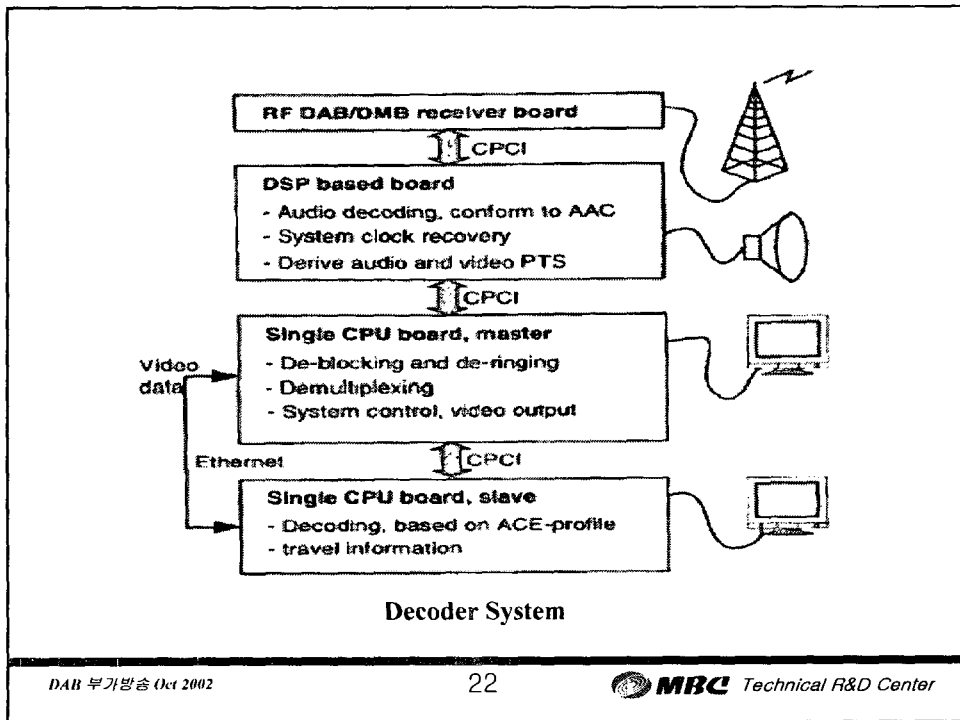 RF DAB/DMB receiver board
CPCI
DSP based board
- Audio decoding, conform to AAC
- System clock recovery
- Derive audio and video PTS
CPCI
Single CPU board, master
- De-blocking and de-ringing
- Demultiplexing
- System control, video output
Video
data
Ethernet
CPCI
Single CPU board, slave
- Decoding, based on ACE-profile
- travel information
Decoder System
DAB 부가방송 Oct 2002
22
MBC Technical R&D Center